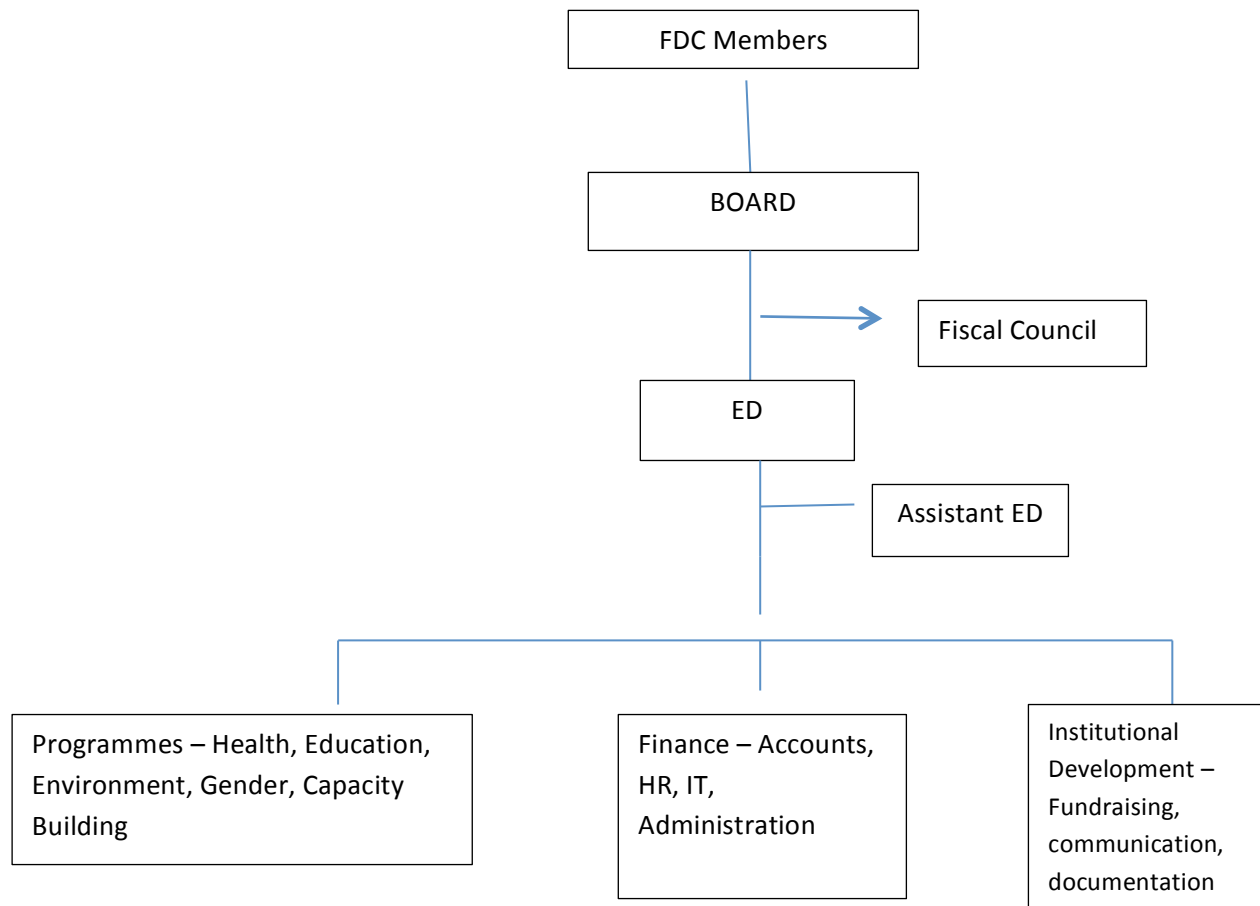 FDC Members
BOARD
Fiscal Council
ED
Assistant ED
Programmes – Health, Education,
Environment, Gender, Capacity
Building
Finance – Accounts,
HR, IT,
Administration
Institutional
Development –
Fundraising,
communication,
documentation